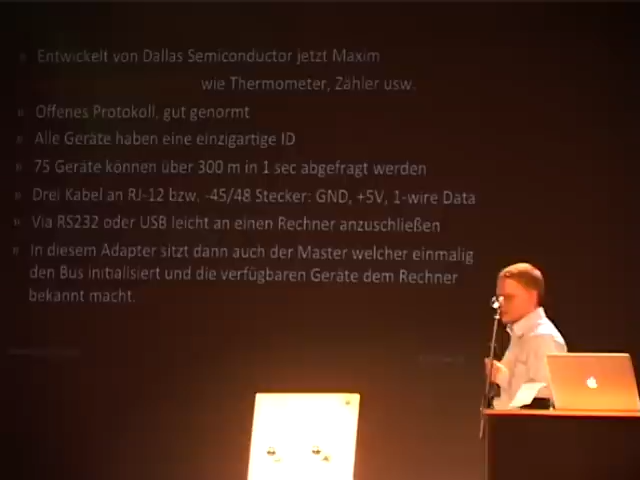 Entwickelt von Dallas Semiconductor jetzt Maxim
wie Thermometer, Zähler usw.
Offenes Protokoll, gut genormt
Alle Geräte haben eine einzigartige ID
75 Geräte können über 300 m in 1 sec abgefragt werden
Drei Kabel an RJ-12 bzw. -45/48 Stecker: GND, +5V, 1-wire Data
Via RS232 oder USB leicht an einen Rechner anzuschließen
In diesem Adapter sitzt dann auch der Master welcher einmalig
den Bus initialisiert und die verfügbaren Geräte dem Rechner
bekannt macht.